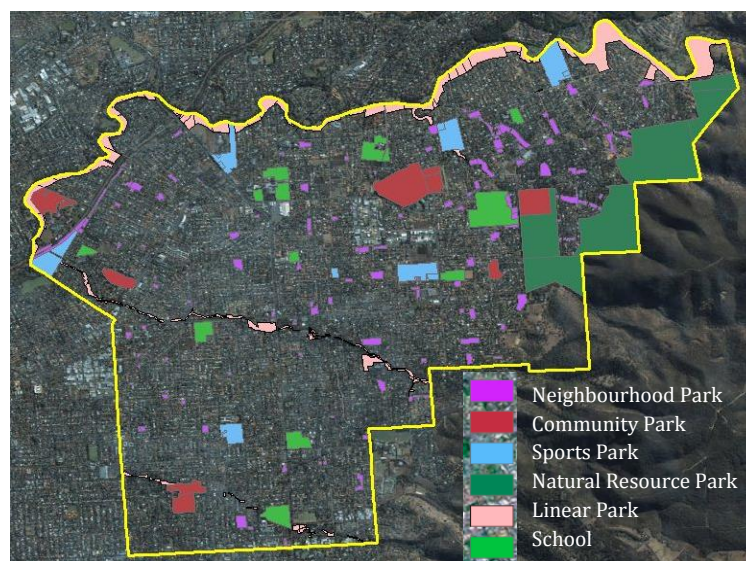 Neighbourhood Park
Community Park
Sports Park
Natural Resource Park
Linear Park
School